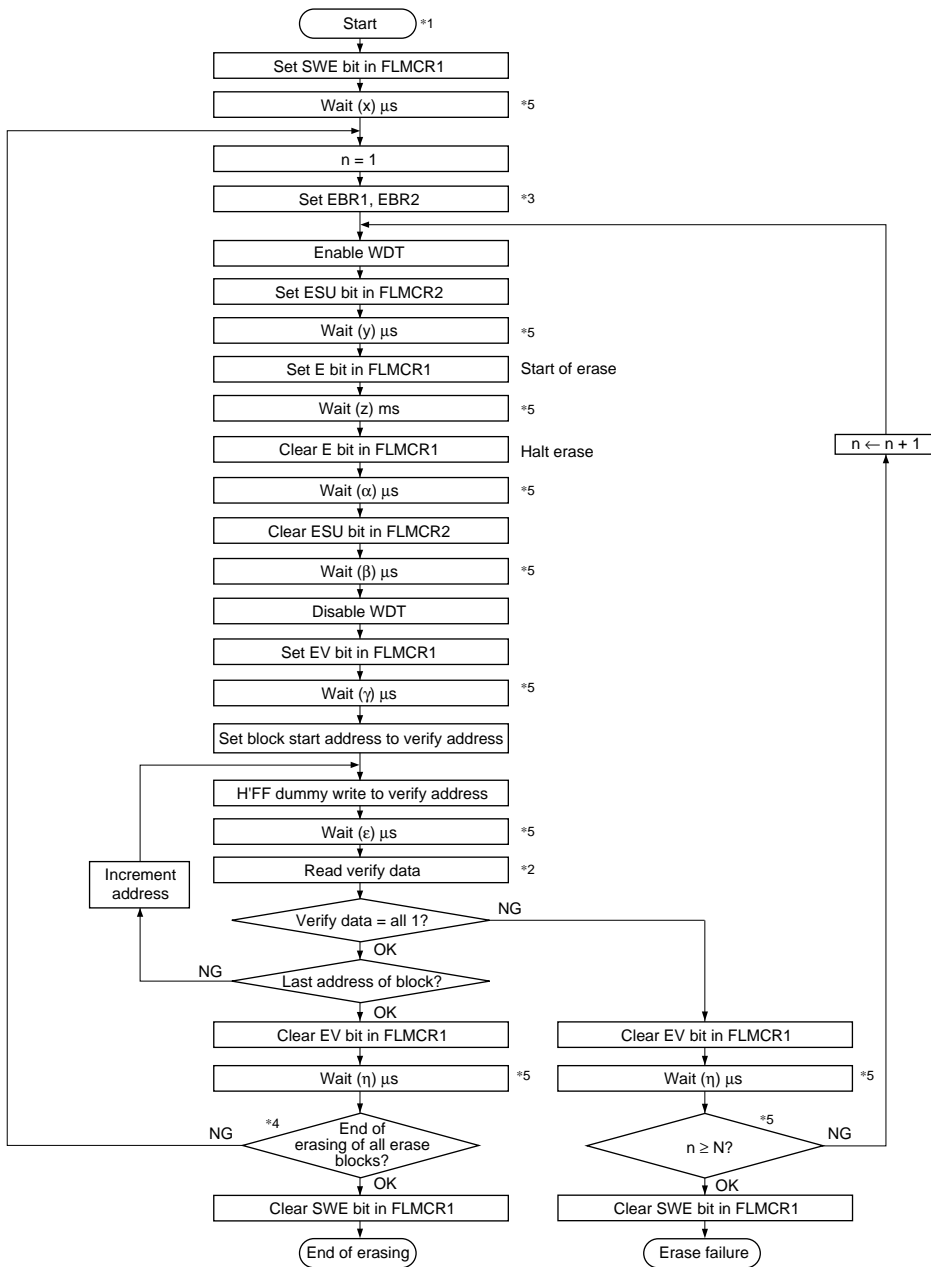 Start *1
Set SWE bit in FLMCR1
Wait (x) μs *5
n = 1
Set EBR1, EBR2 *3
Enable WDT
Set ESU bit in FLMCR2
Wait (y) μs *5
Set E bit in FLMCR1 Start of erase
Wait (z) ms *5
n ← n + 1
Clear E bit in FLMCR1 Halt erase
Wait (α) μs *5
Clear ESU bit in FLMCR2
Wait (β) μs *5
Disable WDT
Set EV bit in FLMCR1
Wait (γ) μs *5
Set block start address to verify address
H'FF dummy write to verify address
Wait (ε) μs *5
Read verify data *2
Increment
address
Verify data = all 1? NG
OK
NG Last address of block?
OK
Clear EV bit in FLMCR1 Clear EV bit in FLMCR1
Wait (η) μs *5 Wait (η) μs *5
NG *4 End of
erasing of all erase
blocks?
*5 n ≥ N? NG
OK OK
Clear SWE bit in FLMCR1 Clear SWE bit in FLMCR1
End of erasing Erase failure